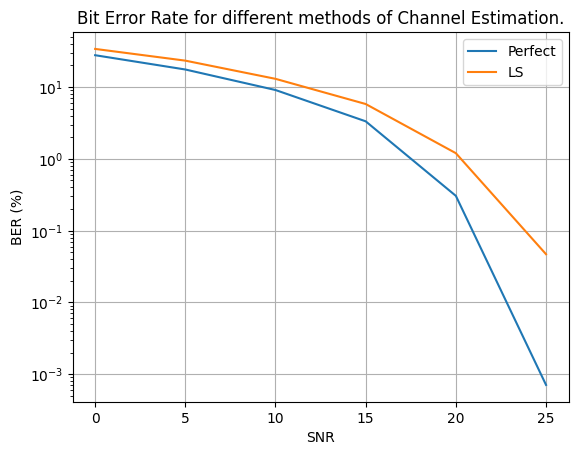 Bit Error Rate for different methods of Channel Estimation.
Perfect
LS
10¹
10⁰
10⁻¹
10⁻²
10⁻³
BER (%)
0 5 10 15 20 25
SNR